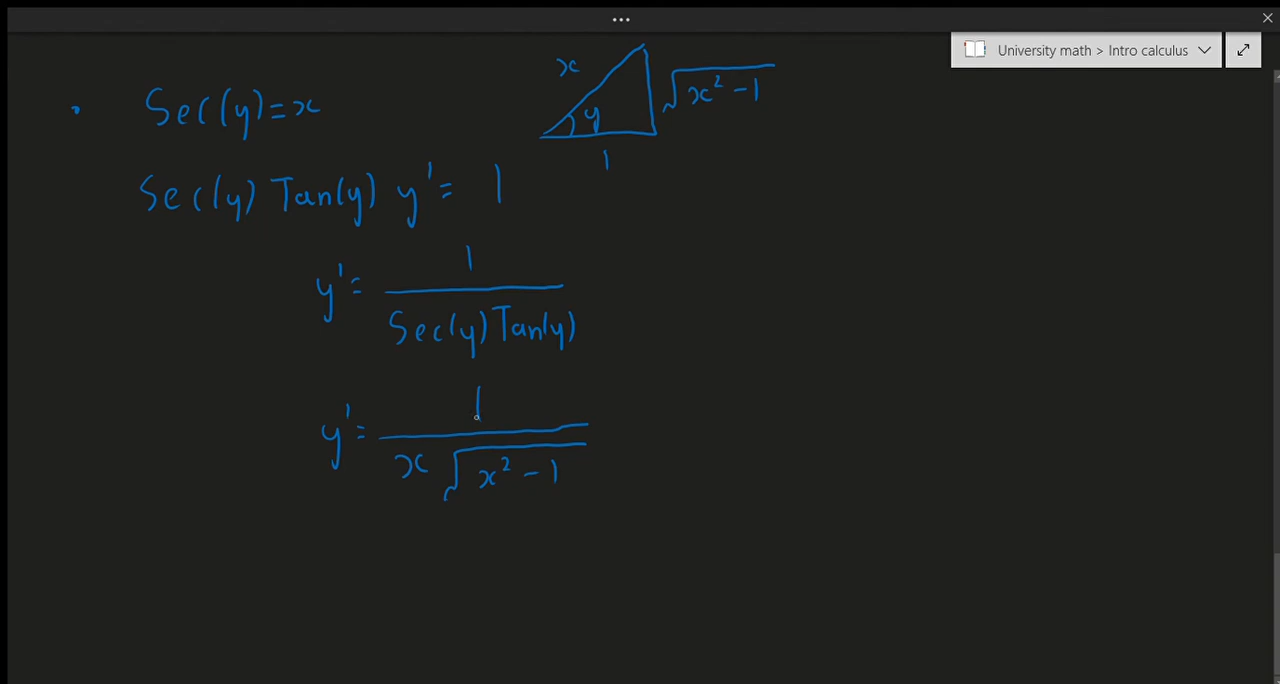 ...
University math > Intro calculus
Sec(y)=x
x
y
√(x² - 1)
1
Sec(y) Tan(y) y' = 1
y' = 1 / (Sec(y) Tan(y))
y' = 1 / (x √(x² - 1))